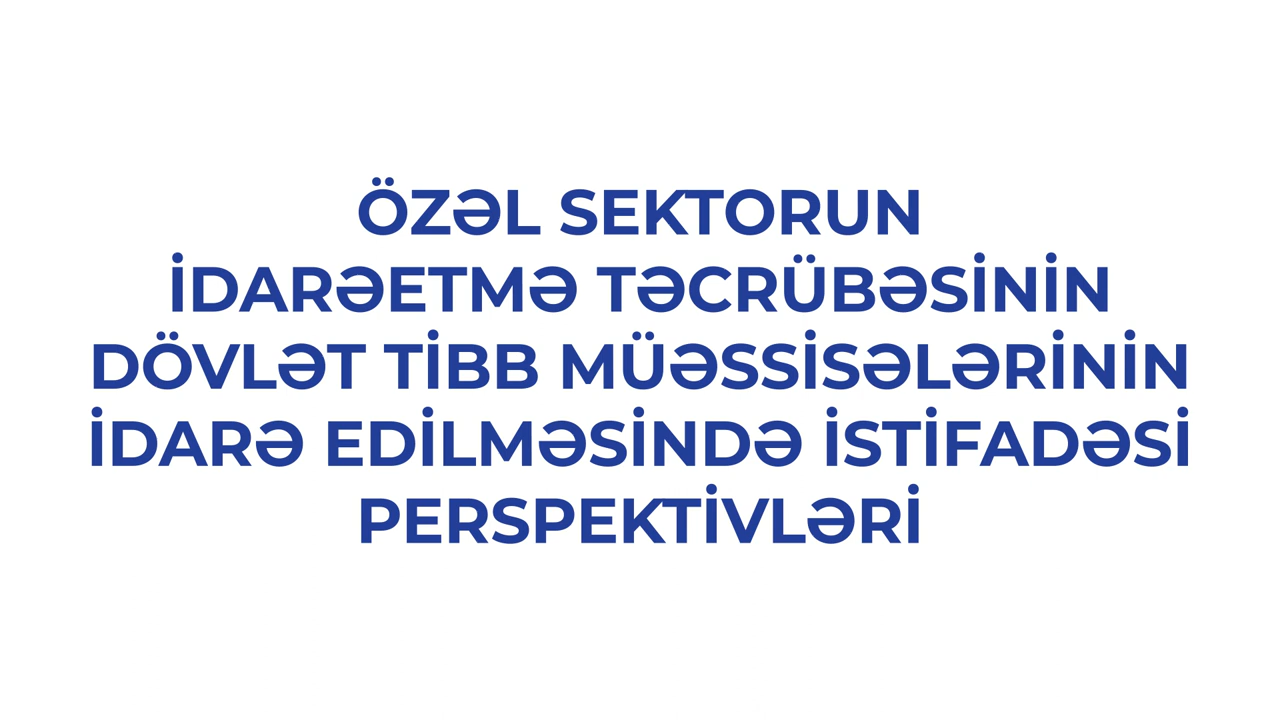 ÖZƏL SEKTORUN
İDARƏETMƏ TƏCRÜBƏSİNİN
DÖVLƏT TİBB MÜƏSSİSƏLƏRİNİN
İDARƏ EDİLMƏSİNDƏ İSTİFADƏSİ
PERSPEKTİVLƏRİ